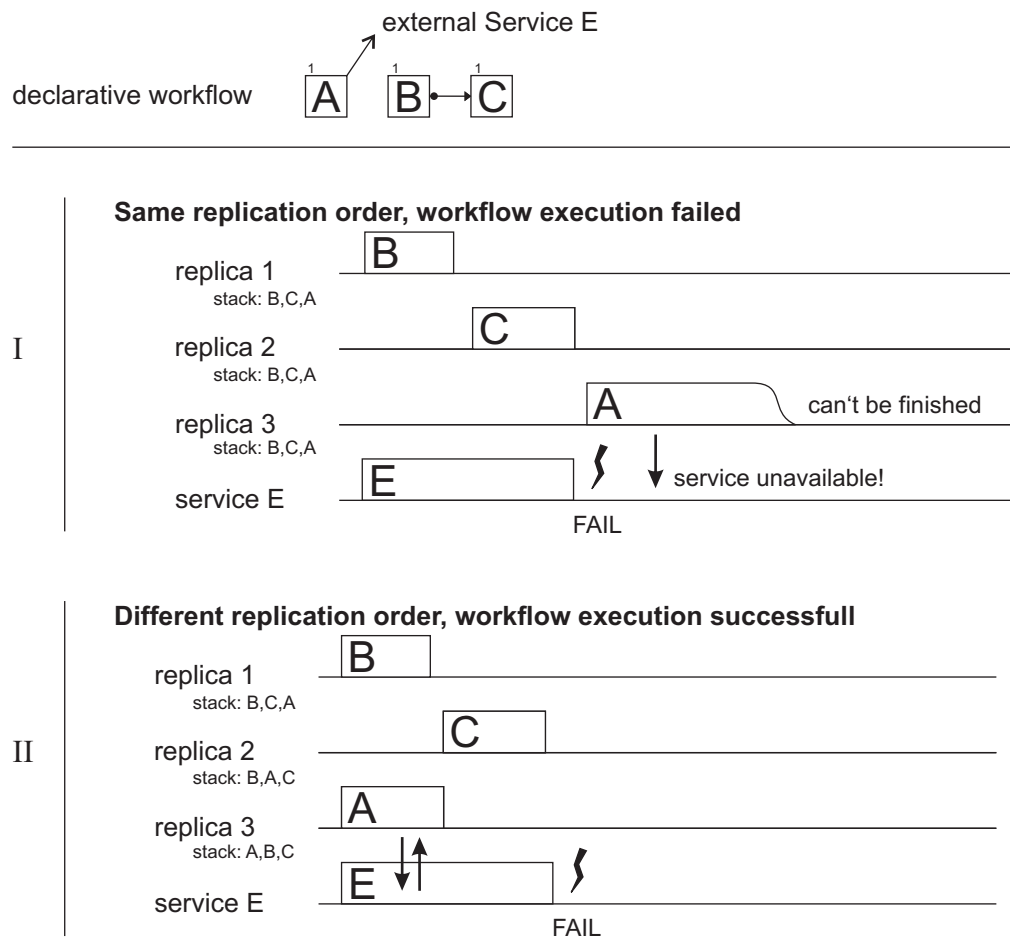 external Service E
1 1 1
declarative workflow A B C
Same replication order, workflow execution failed
B
replica 1
stack: B,C,A
C
I
replica 2
stack: B,C,A
A can't be finished
replica 3
stack: B,C,A
E service unavailable!
service E
FAIL
Different replication order, workflow execution successfull
B
replica 1
stack: B,C,A
C
II
replica 2
stack: B,A,C
A
replica 3
stack: A,B,C
E
service E
FAIL